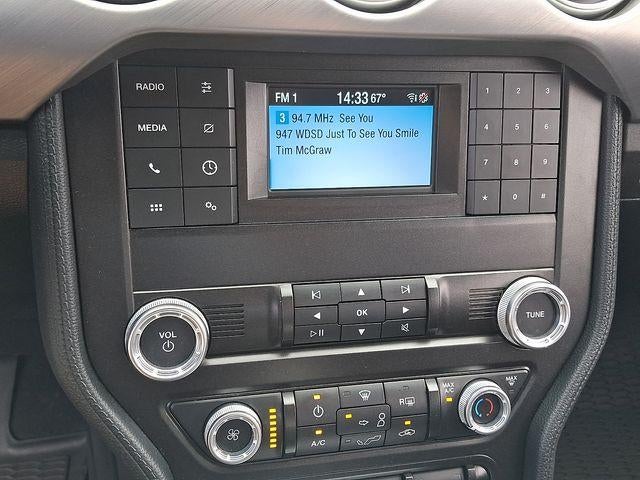 RADIO
MEDIA
FM 1 14:33 67°
3 94.7 MHz See You
947 WDSD Just To See You Smile
Tim McGraw
1 2 3
4 5 6
7 8 9
* 0 #
VOL
OK
TUNE
A/C
R
MAX A/C
MAX